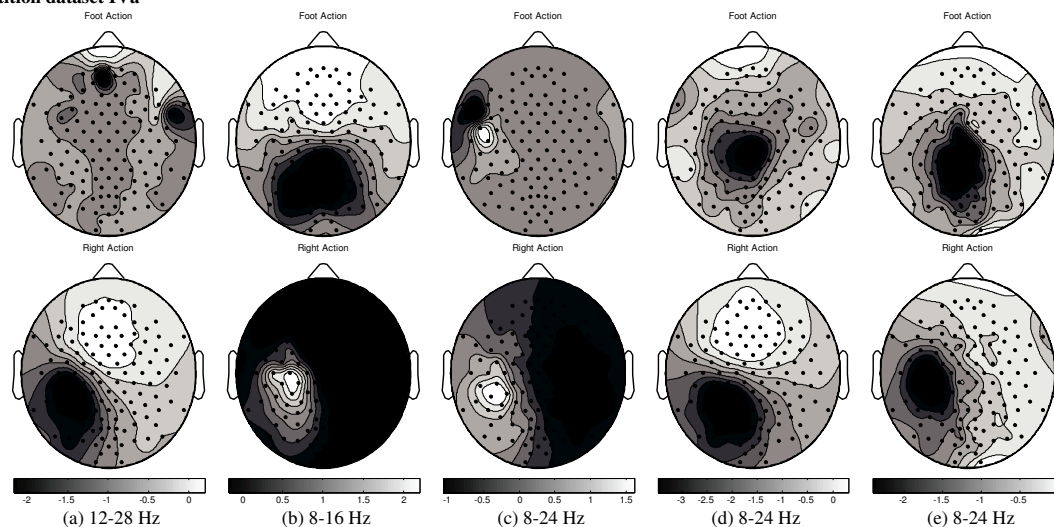 dataset IVa
Foot Action Foot Action Foot Action Foot Action Foot Action
Right Action Right Action Right Action Right Action Right Action
-2 -1.5 -1 -0.5 0 0 0.5 1 1.5 2 -1 -0.5 0 0.5 1 1.5 -3 -2.5 -2 -1.5 -1 -0.5 0 -2 -1.5 -1 -0.5
(a) 12-28 Hz (b) 8-16 Hz (c) 8-24 Hz (d) 8-24 Hz (e) 8-24 Hz